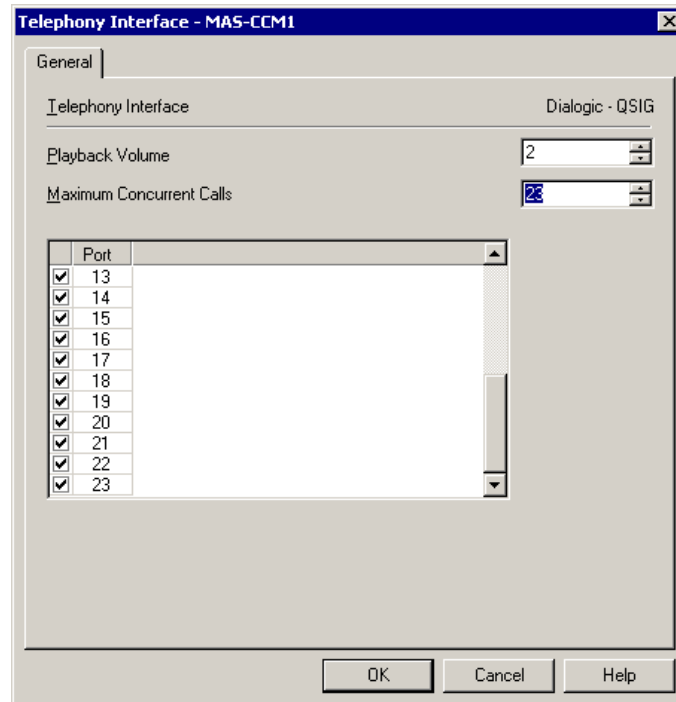 Telephony Interface - MAS-CCM1
General
Telephony Interface Dialogic - QSIG
Playback Volume 2
Maximum Concurrent Calls 23
Port
13
14
15
16
17
18
19
20
21
22
23
OK Cancel Help